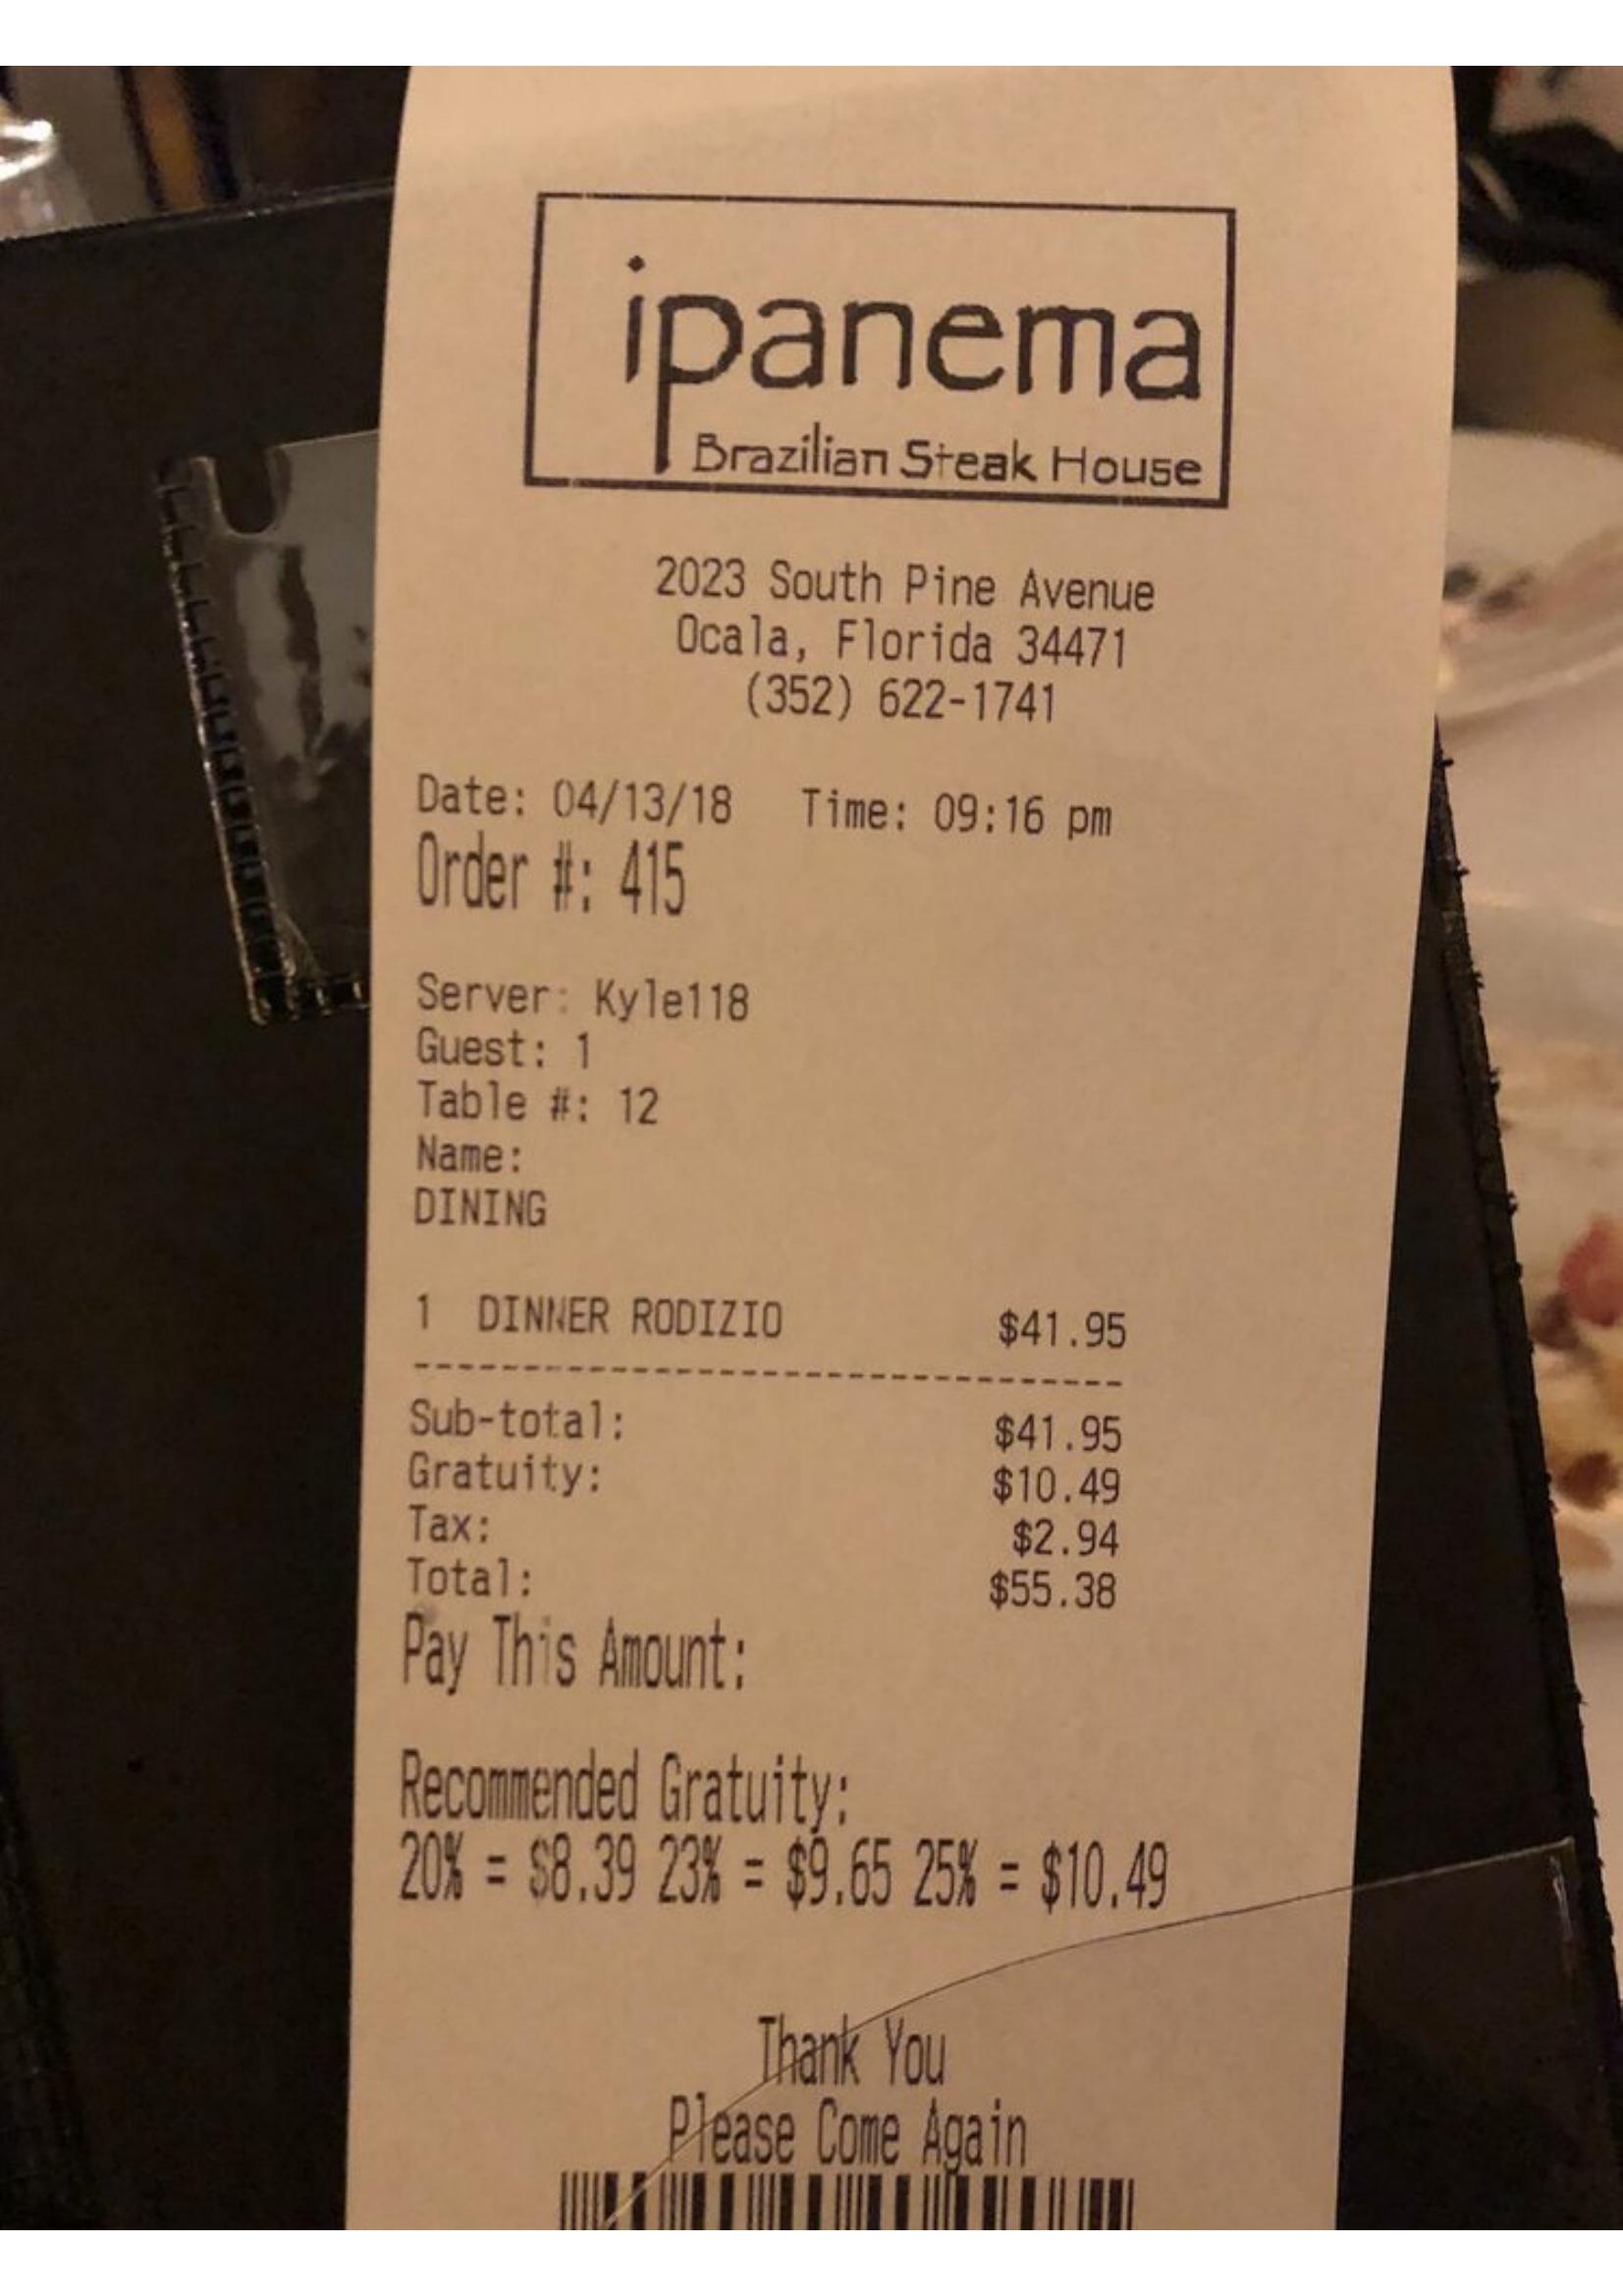 ipanema
Brazilian Steak House
2023 South Pine Avenue
Ocala, Florida 34471
(352) 622-1741
Date: 04/13/18 Time: 09:16 pm
Order #: 415
Server: Kyle118
Guest: 1
Table #: 12
Name:
DINING
1 DINNER RODIZIO $41.95
--------------------------------
Sub-total: $41.95
Gratuity: $10.49
Tax: $2.94
Total: $55.38
Pay This Amount:
Recommended Gratuity:
20% = $8.39 23% = $9.65 25% = $10.49
Thank You
Please Come Again